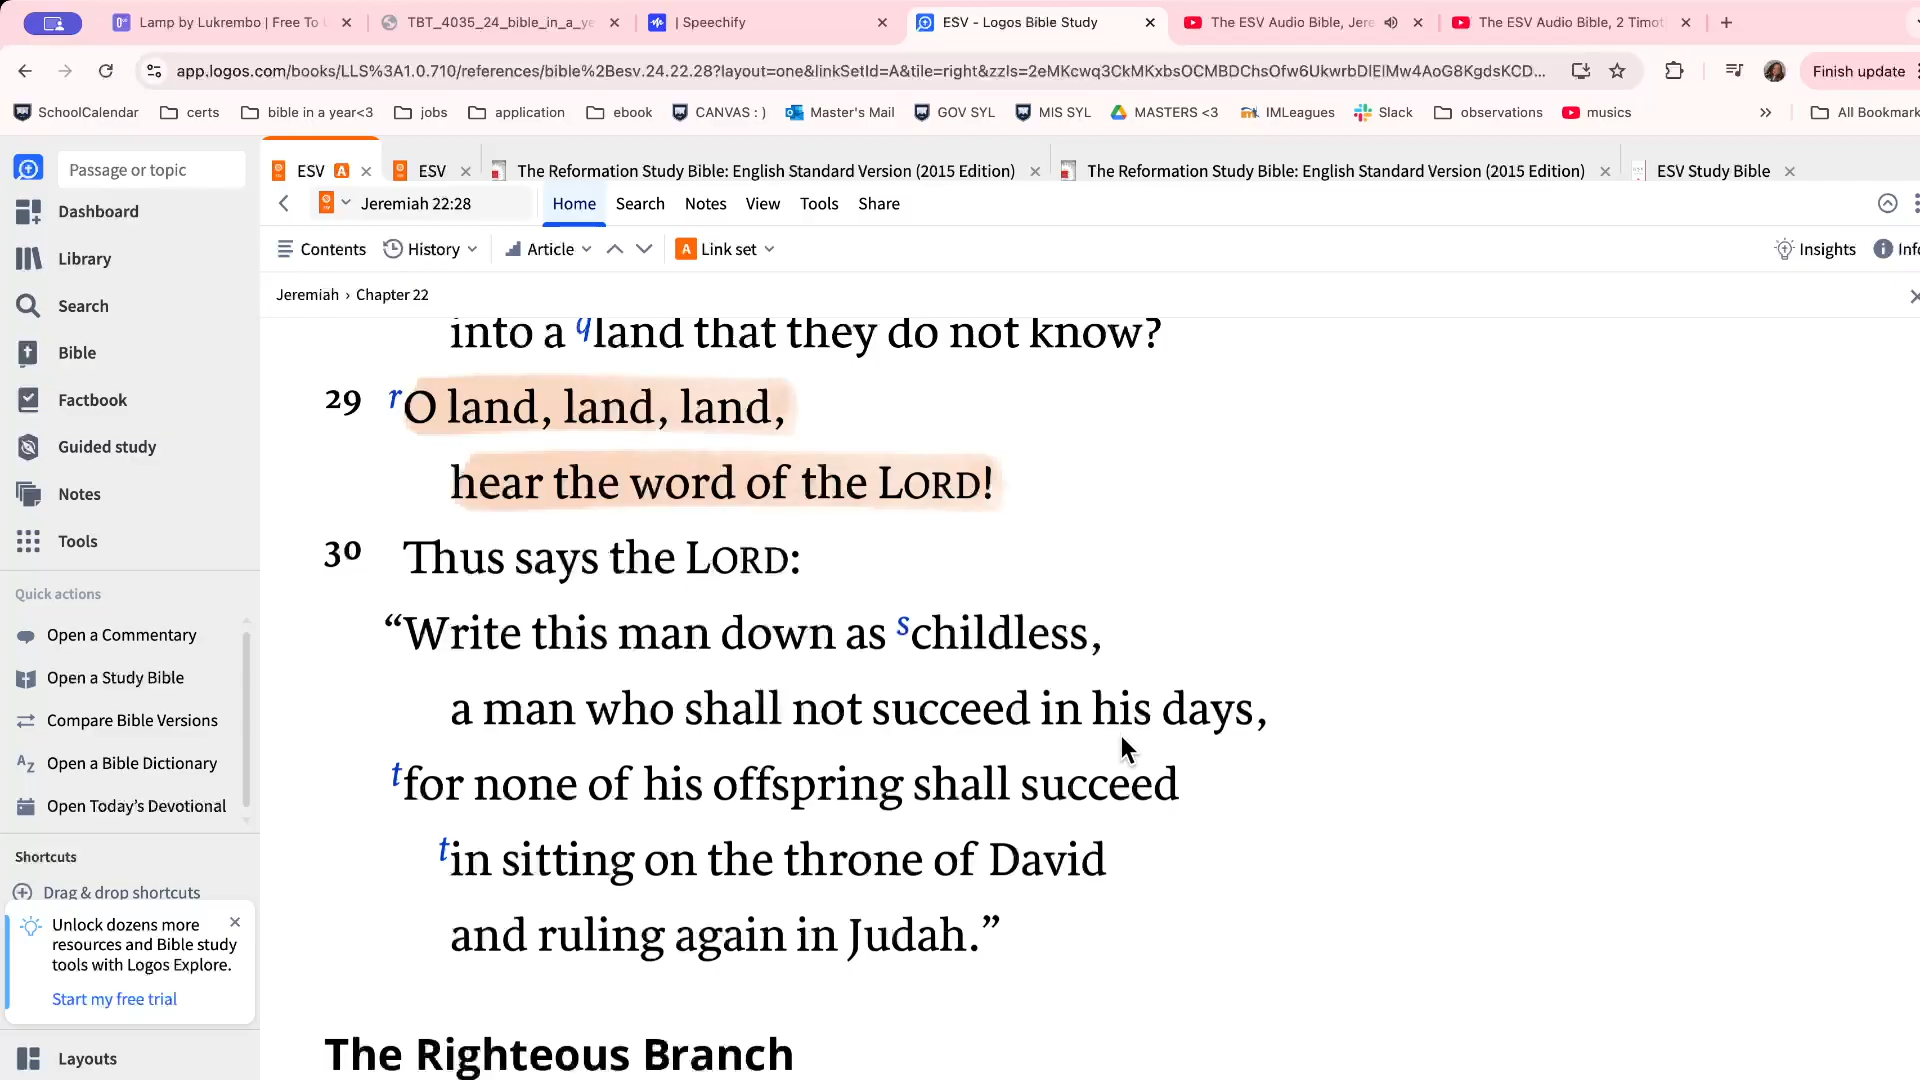 Lamp by Lukrembo | Free To
TBT_4035_24_bible_in_a_ye
| Speechify
ESV - Logos Bible Study
The ESV Audio Bible, Jere
The ESV Audio Bible, 2 Timot
app.logos.com/books/LLS%3A1.0.710/references/bible%2Besv.24.22.28?layout=one&linkSetId=A&tile=right&zzls=2eMKcwq3CkMKxbsOCMBDChsOfw6UkwrbDlElMw4AoG8KgdsKCD...
Finish update
SchoolCalendar
certs
bible in a year<3
jobs
application
ebook
CANVAS : )
Master's Mail
GOV SYL
MIS SYL
MASTERS <3
IMLeagues
Slack
observations
musics
»
All Bookmark
Passage or topic
ESV A
ESV
The Reformation Study Bible: English Standard Version (2015 Edition)
The Reformation Study Bible: English Standard Version (2015 Edition)
ESV Study Bible
Jeremiah 22:28
Home
Search
Notes
View
Tools
Share
Contents
History
Article
A Link set
Insights
Info
Jeremiah › Chapter 22
Dashboard
Library
Search
Bible
Factbook
Guided study
Notes
Tools
Quick actions
Open a Commentary
Open a Study Bible
Compare Bible Versions
Open a Bible Dictionary
Open Today's Devotional
Shortcuts
Drag & drop shortcuts
Unlock dozens more
resources and Bible study
tools with Logos Explore.
Start my free trial
Layouts
into a q land that they do not know?
29 r O land, land, land,
hear the word of the LORD!
30 Thus says the LORD:
“Write this man down as s childless,
a man who shall not succeed in his days,
t for none of his offspring shall succeed
t in sitting on the throne of David
and ruling again in Judah.”
The Righteous Branch